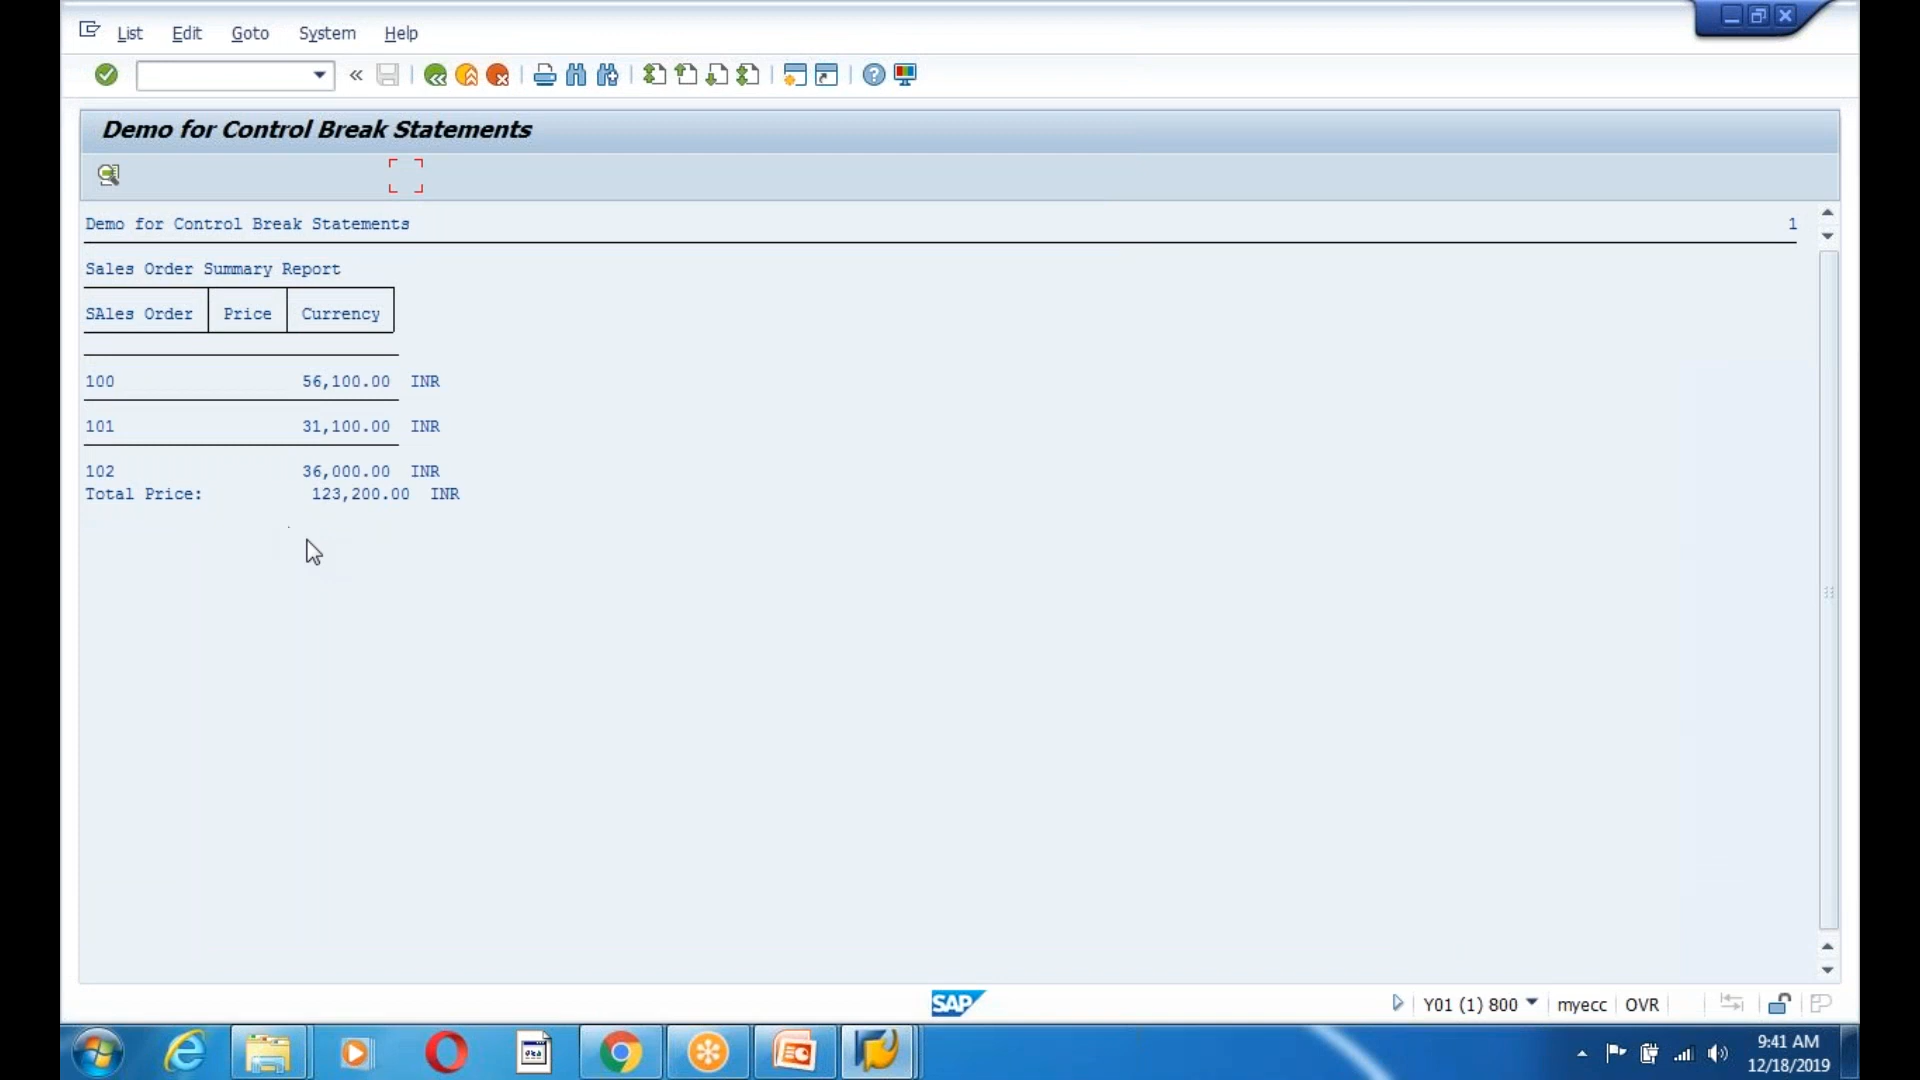 List Edit Goto System Help
Demo for Control Break Statements
Demo for Control Break Statements 1
Sales Order Summary Report
SAles Order Price Currency
100 56,100.00 INR
101 31,100.00 INR
102 36,000.00 INR
Total Price: 123,200.00 INR
SAP Y01 (1) 800 myecc OVR
9:41 AM
12/18/2019